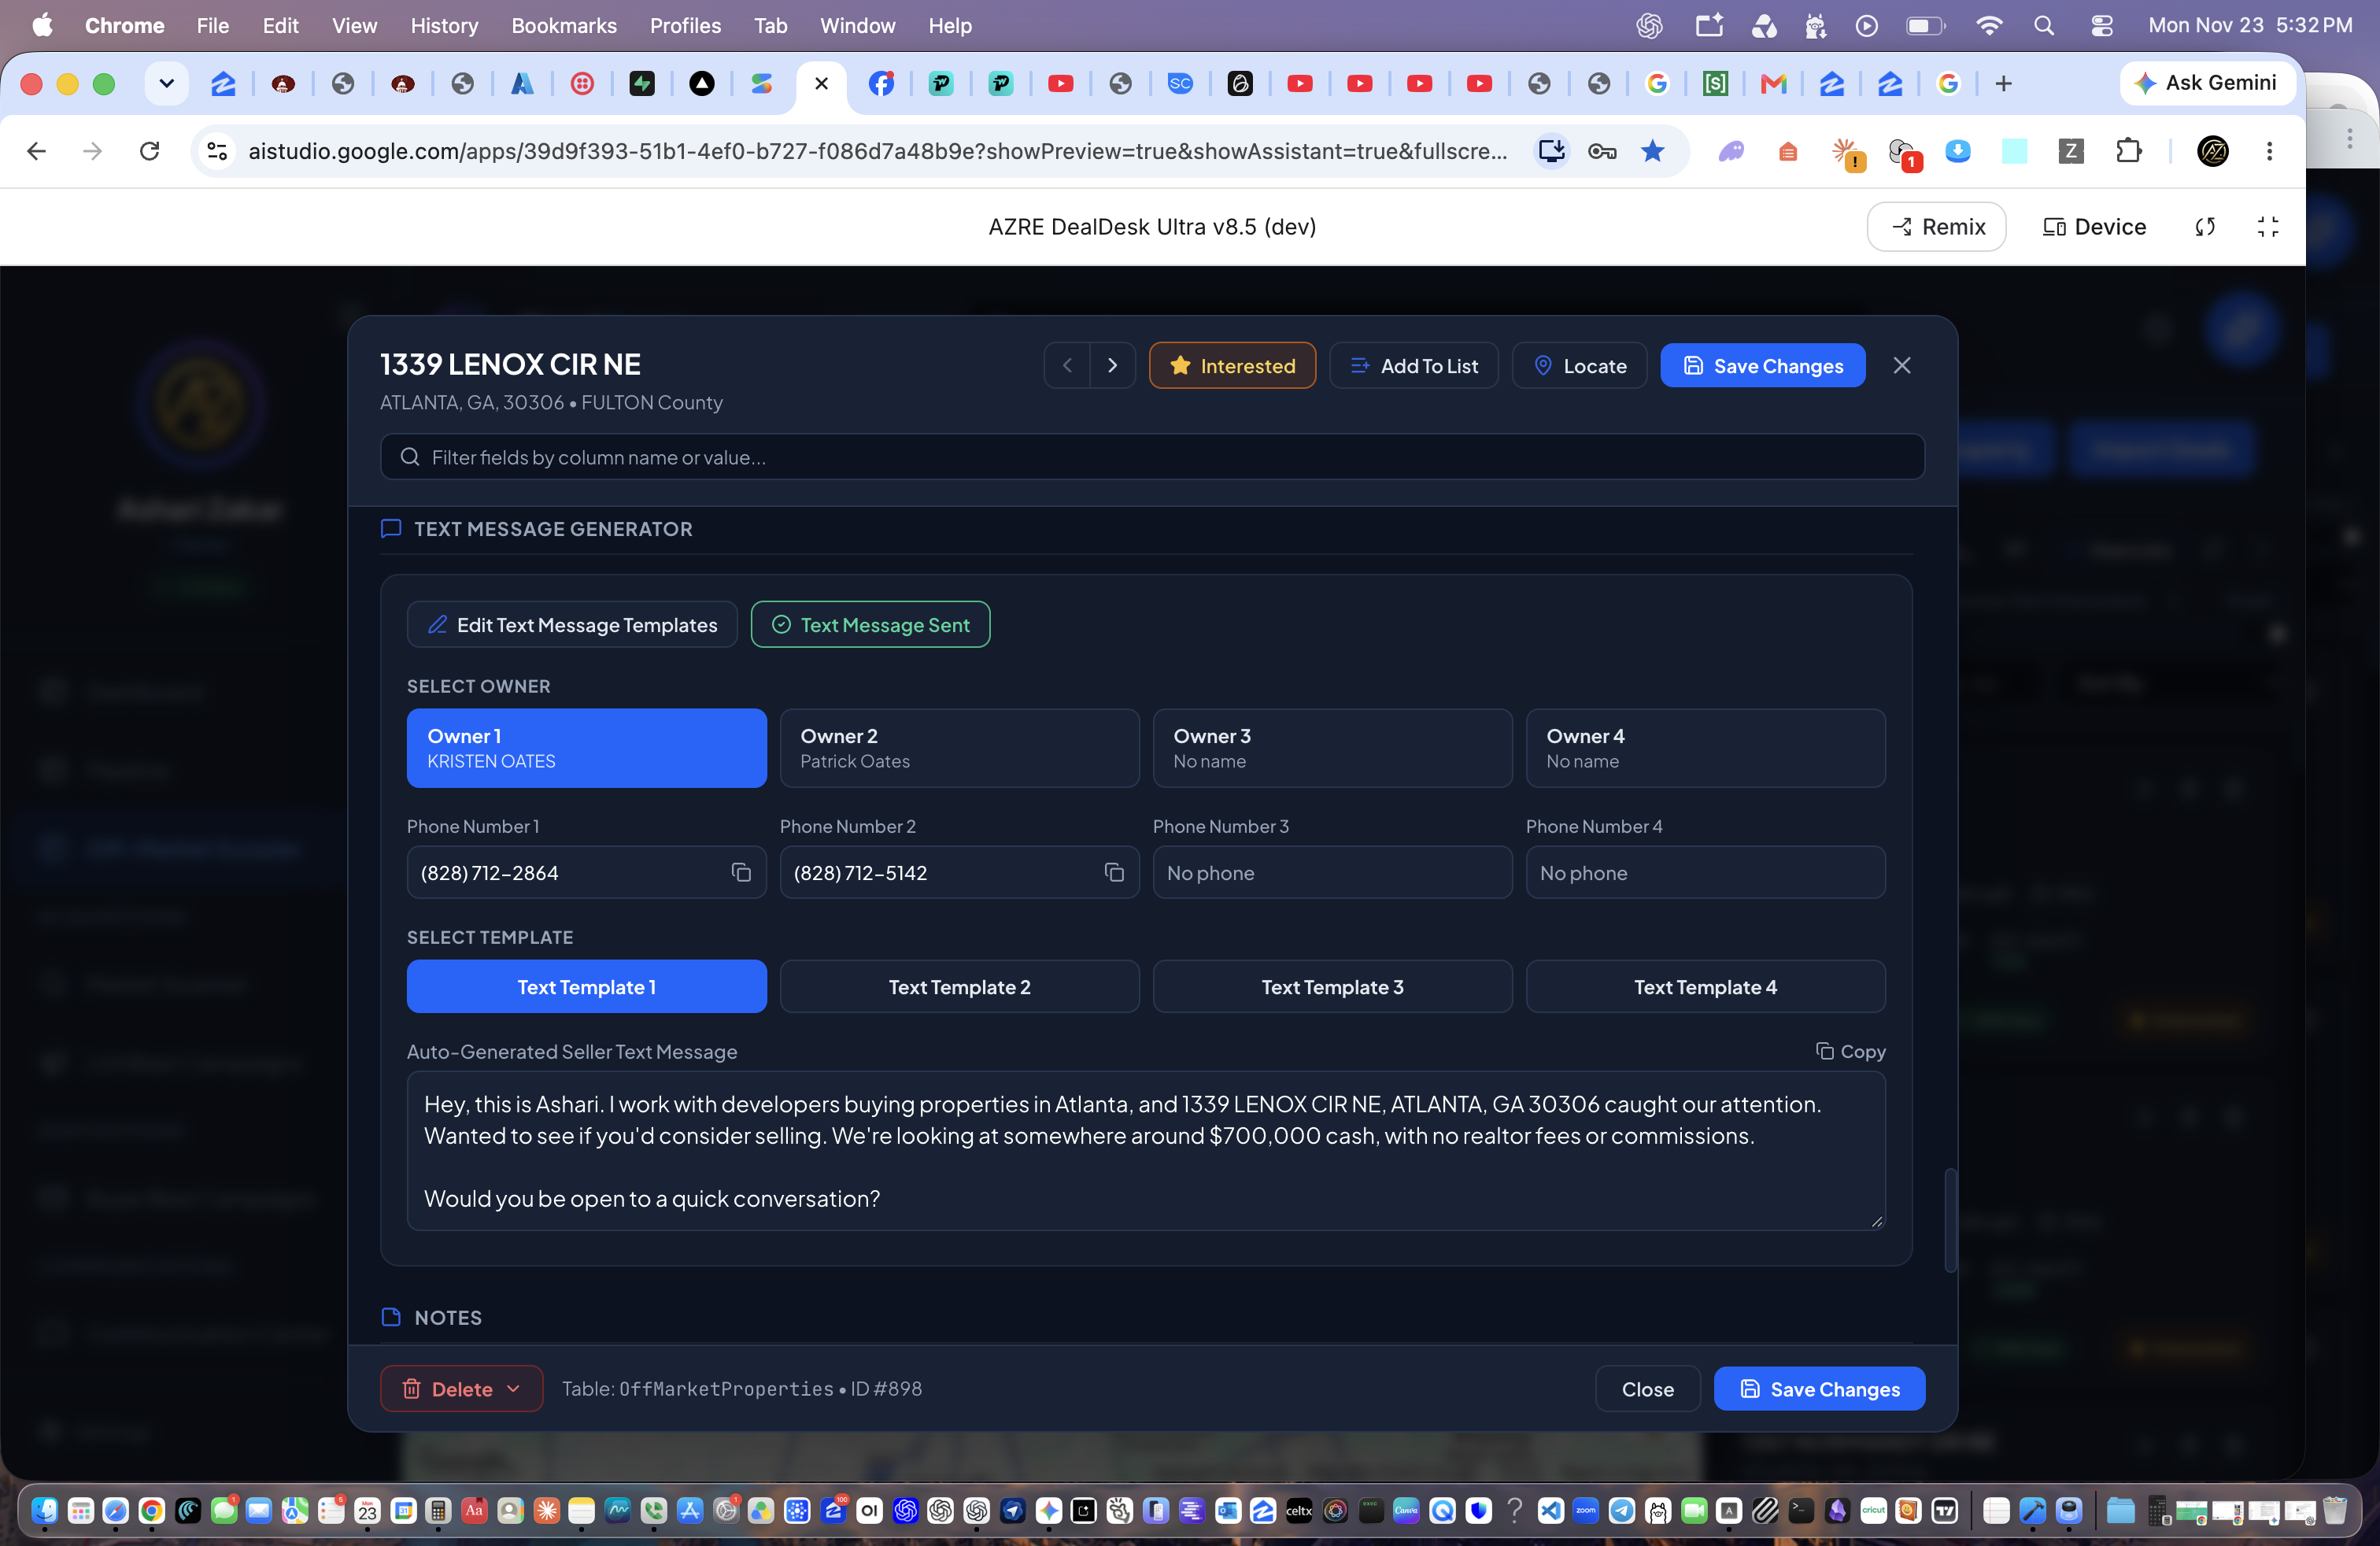 Chrome File Edit View History Bookmarks Profiles Tab Window Help Mon Nov 23 5:32 PM
Ask Gemini
aistudio.google.com/apps/39d9f393-51b1-4ef0-b727-f086d7a48b9e?showPreview=true&showAssistant=true&fullscre...
AZRE DealDesk Ultra v8.5 (dev)
Remix
Device
1339 LENOX CIR NE
Interested
Add To List
Locate
Save Changes
ATLANTA, GA, 30306 • FULTON County
Filter fields by column name or value...
TEXT MESSAGE GENERATOR
Edit Text Message Templates
Text Message Sent
SELECT OWNER
Owner 1
KRISTEN OATES
Owner 2
Patrick Oates
Owner 3
No name
Owner 4
No name
Phone Number 1
(828) 712-2864
Phone Number 2
(828) 712-5142
Phone Number 3
No phone
Phone Number 4
No phone
SELECT TEMPLATE
Text Template 1
Text Template 2
Text Template 3
Text Template 4
Auto-Generated Seller Text Message
Copy
Hey, this is Ashari. I work with developers buying properties in Atlanta, and 1339 LENOX CIR NE, ATLANTA, GA 30306 caught our attention.
Wanted to see if you'd consider selling. We're looking at somewhere around $700,000 cash, with no realtor fees or commissions.
Would you be open to a quick conversation?
NOTES
Delete
Table: OffMarketProperties • ID #898
Close
Save Changes